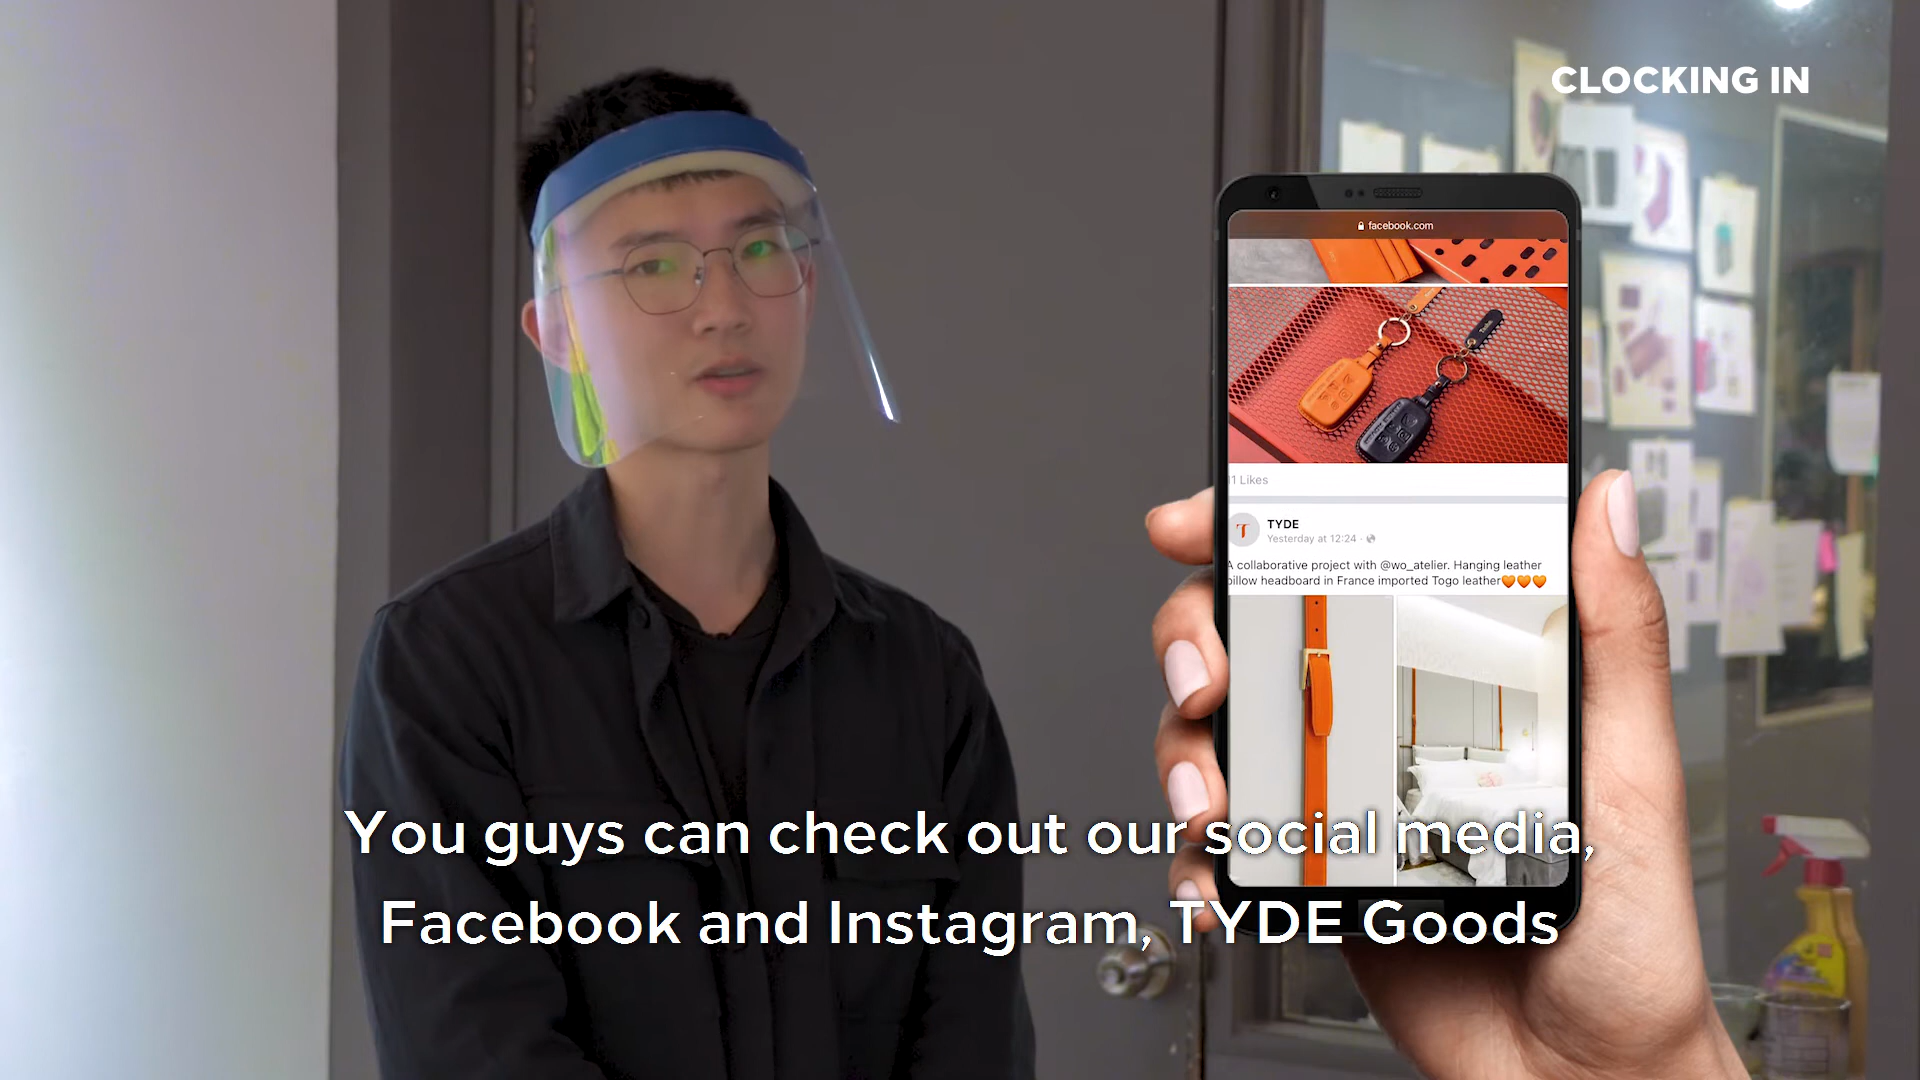 CLOCKING IN
facebook.com
11 Likes
TYDE
Yesterday at 12:24
A collaborative project with @wo_atelier. Hanging leather
pillow headboard in France imported Togo leather🧡🧡🧡
You guys can check out our social media,
Facebook and Instagram, TYDE Goods